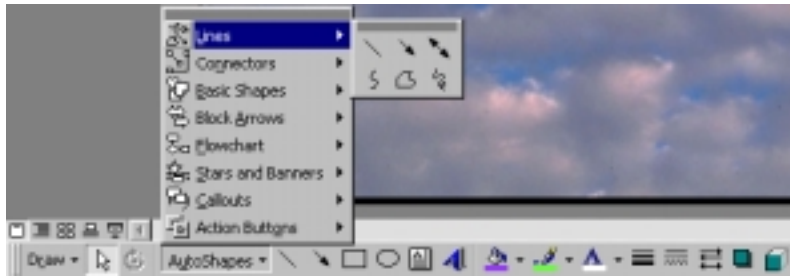 Lines
Connectors
Basic Shapes
Block Arrows
Flowchart
Stars and Banners
Callouts
Action Buttons
Draw AutoShapes